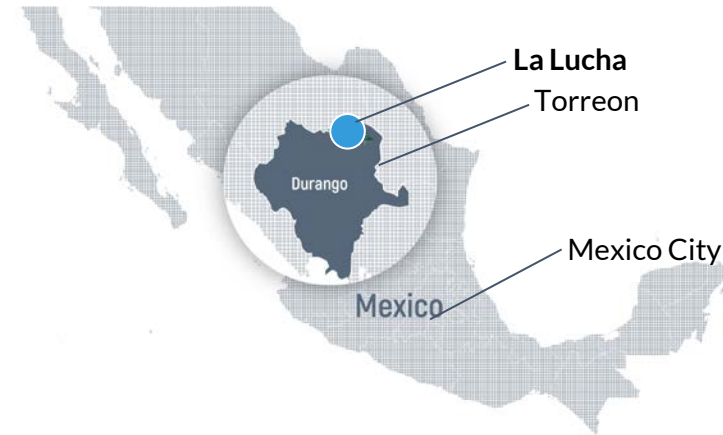 La Lucha
Torreon
Durango
Mexico City
Mexico